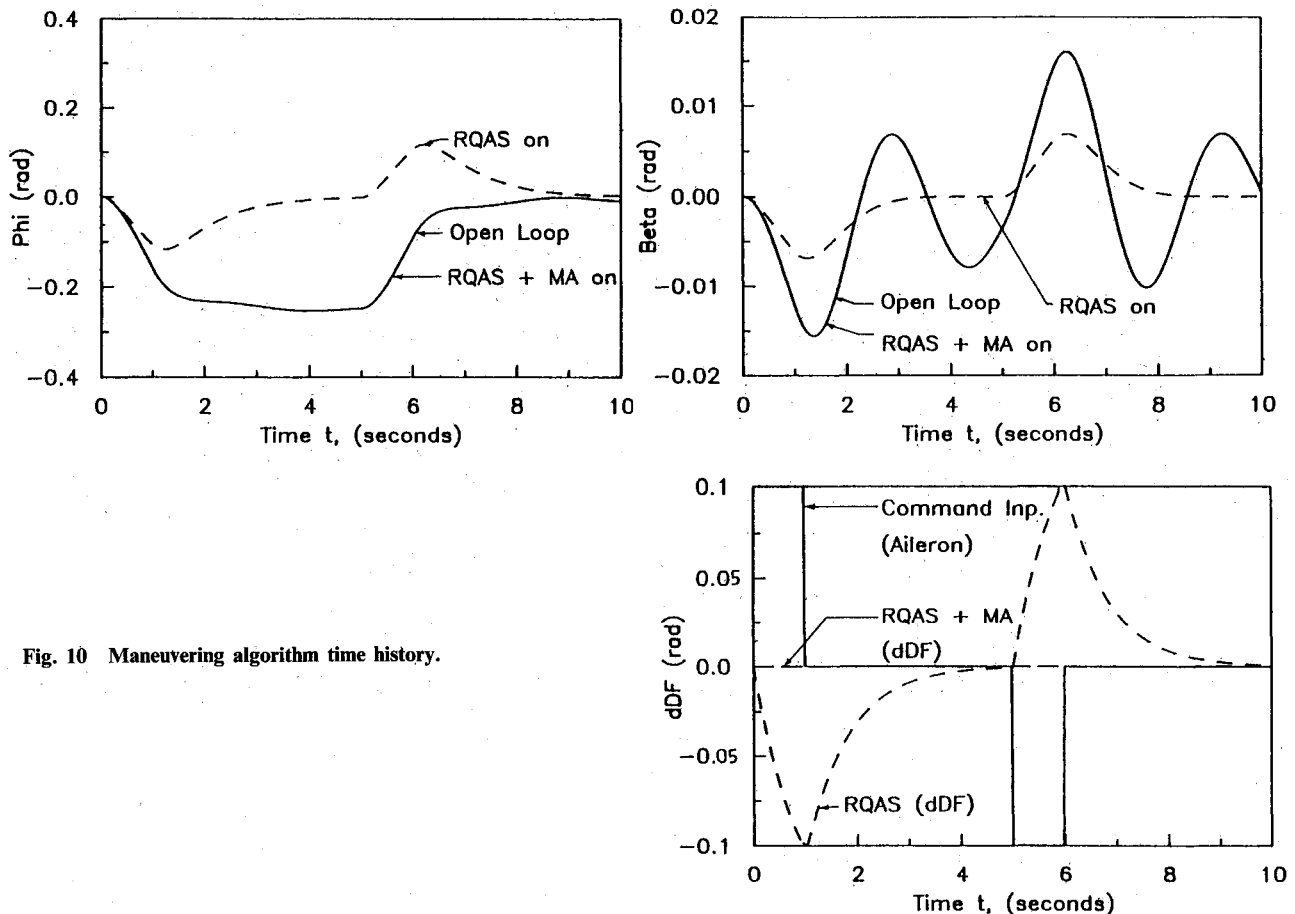 0.4
0.2
0.0
−0.2
−0.4
Phi (rad)
RQAS on
Open Loop
RQAS + MA on
0 2 4 6 8 10
Time t, (seconds)
0.02
0.01
0.00
−0.01
−0.02
Beta (rad)
Open Loop
RQAS on
RQAS + MA on
0 2 4 6 8 10
Time t, (seconds)
Fig. 10 Maneuvering algorithm time history.
0.1
0.05
0.0
−0.05
−0.1
dDF (rad)
Command Inp.
(Aileron)
RQAS + MA
(dDF)
RQAS (dDF)
0 2 4 6 8 10
Time t, (seconds)